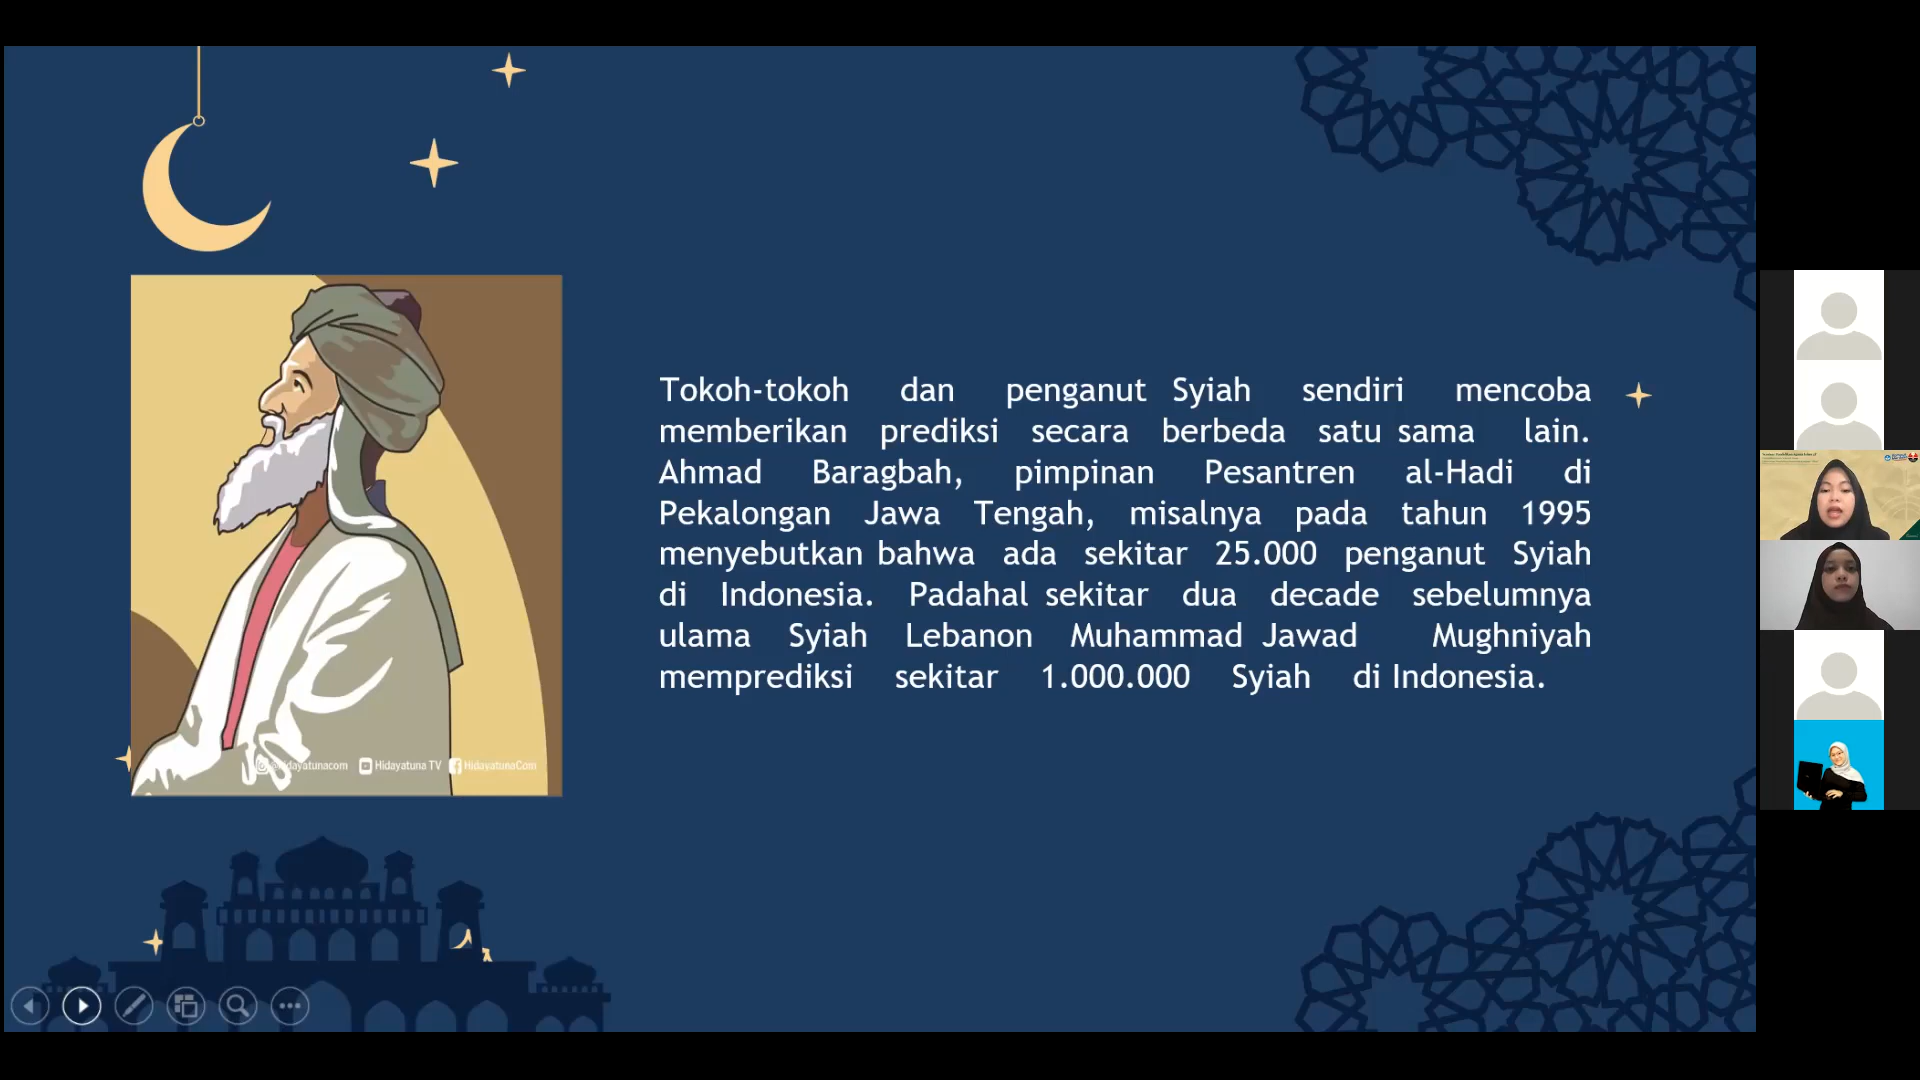 Tokoh-tokoh dan penganut Syiah sendiri mencoba
memberikan prediksi secara berbeda satu sama lain.
Ahmad Baragbah, pimpinan Pesantren al-Hadi di
Pekalongan Jawa Tengah, misalnya pada tahun 1995
menyebutkan bahwa ada sekitar 25.000 penganut Syiah
di Indonesia. Padahal sekitar dua decade sebelumnya
ulama Syiah Lebanon Muhammad Jawad Mughniyah
memprediksi sekitar 1.000.000 Syiah di Indonesia.
Hidayatuna TV HidayatunaCom